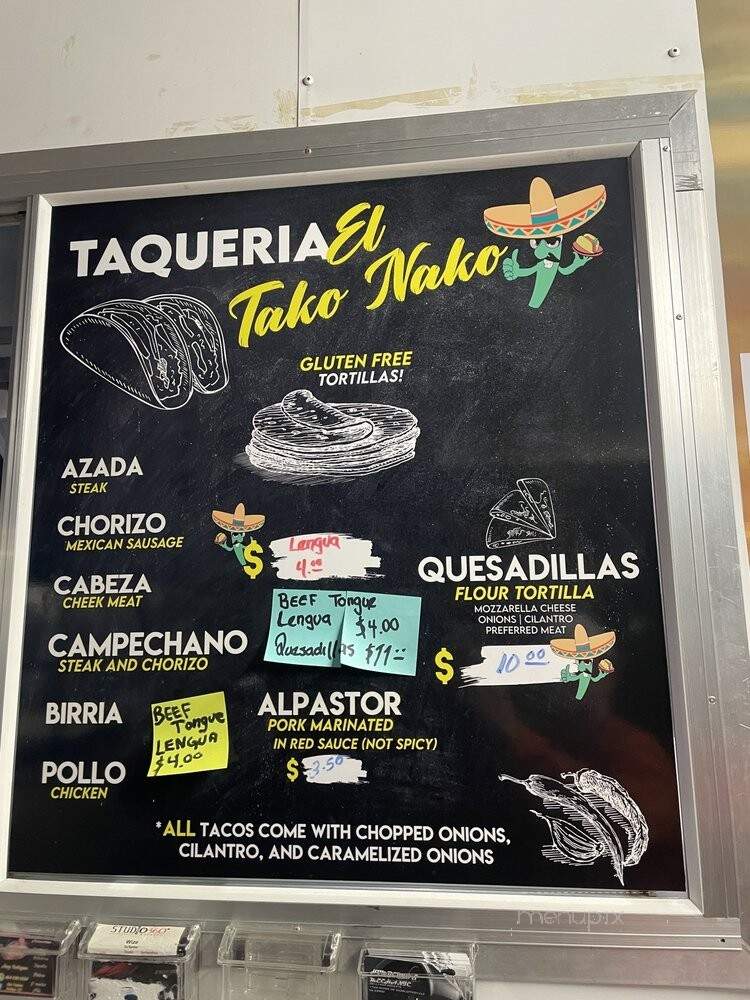 TAQUERIA El
Tako Nako
GLUTEN FREE
TORTILLAS!
AZADA
STEAK
CHORIZO
MEXICAN SAUSAGE
CABEZA
CHEEK MEAT
CAMPECHANO
STEAK AND CHORIZO
BIRRIA
POLLO
CHICKEN
BEEF
Tongue
LENGUA
$4.00
$ Lengua
4.00
BEEF Tongue
Lengua $4.00
Quesadillas $11--
ALPASTOR
PORK MARINATED
IN RED SAUCE (NOT SPICY)
$ 3.50
QUESADILLAS
FLOUR TORTILLA
MOZZARELLA CHEESE
ONIONS | CILANTRO
PREFERRED MEAT
$ 10 00
*ALL TACOS COME WITH CHOPPED ONIONS,
CILANTRO, AND CARAMELIZED ONIONS
menupix
STUDIO 360°